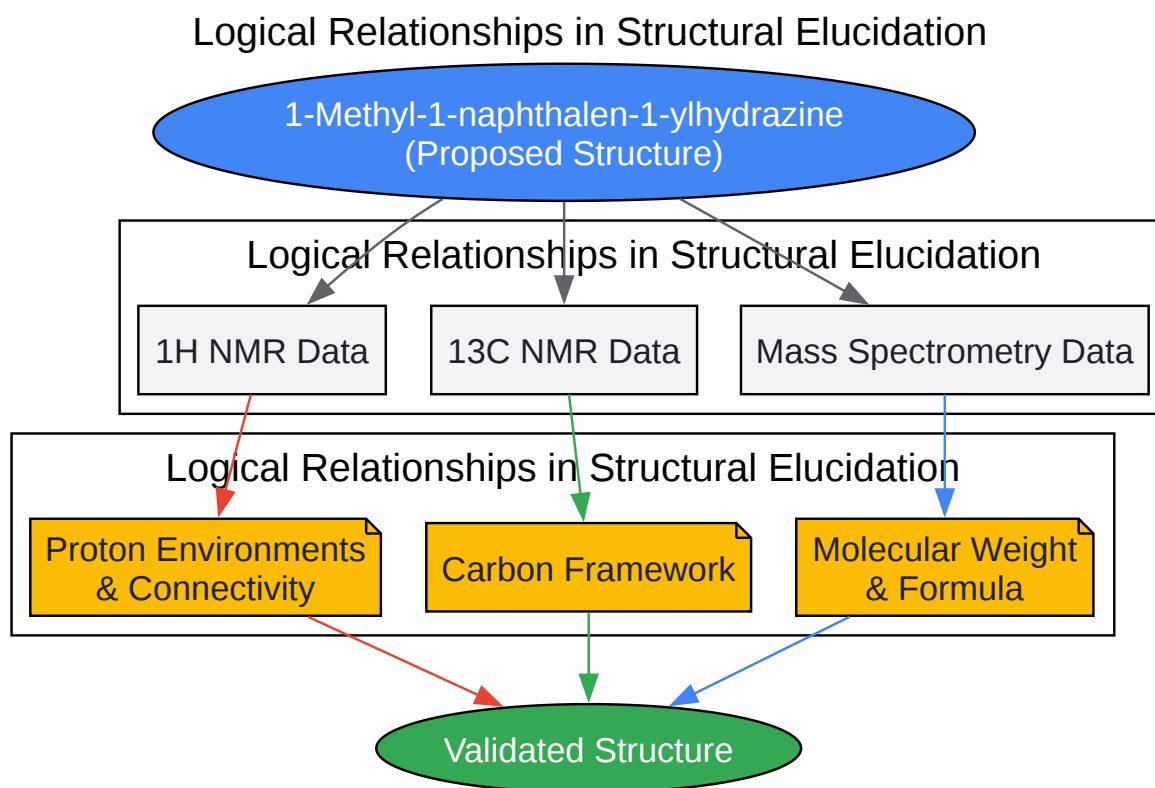 Logical Relationships in Structural Elucidation
1-Methyl-1-naphthalen-1-ylhydrazine
(Proposed Structure)
Logical Relationships in Structural Elucidation
1H NMR Data
13C NMR Data
Mass Spectrometry Data
Logical Relationships in Structural Elucidation
Proton Environments
& Connectivity
Carbon Framework
Molecular Weight
& Formula
Validated Structure